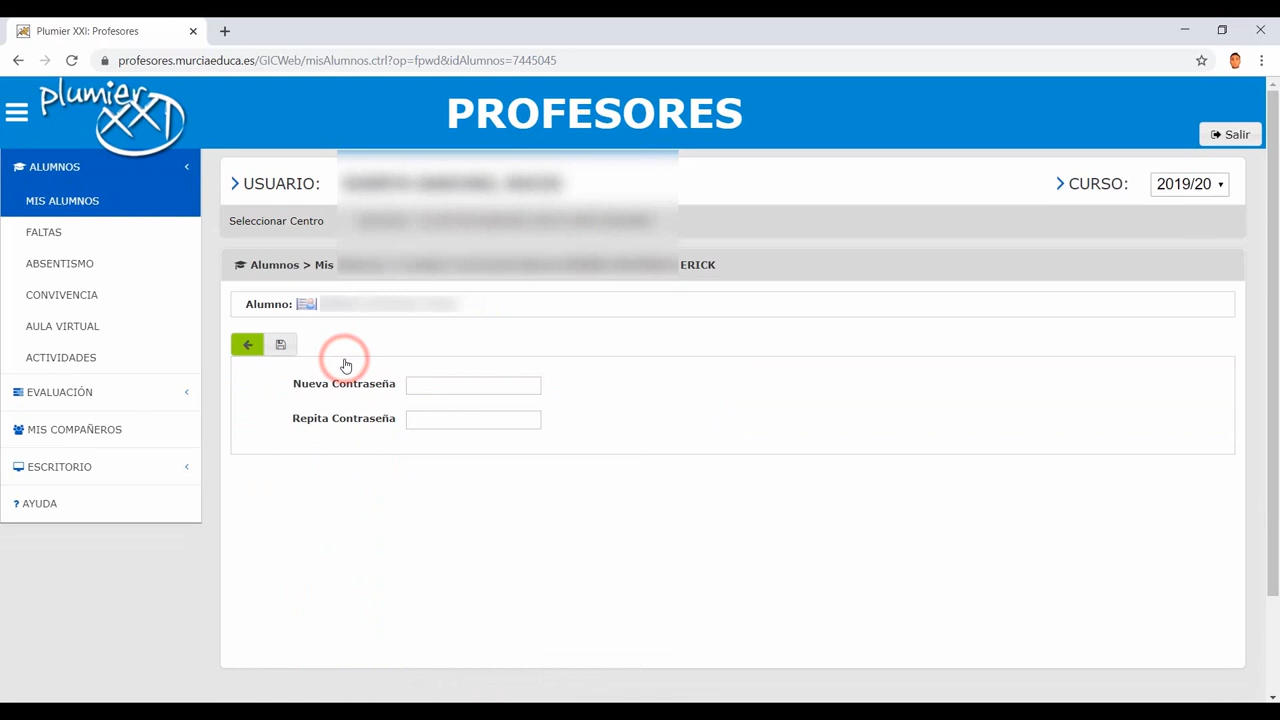 Plumier XXI: Profesores
profesores.murciaeduca.es/GICWeb/misAlumnos.ctrl?op=fpwd&idAlumnos=7445045
plumier XXI
PROFESORES
Salir
ALUMNOS
MIS ALUMNOS
FALTAS
ABSENTISMO
CONVIVENCIA
AULA VIRTUAL
ACTIVIDADES
EVALUACIÓN
MIS COMPAÑEROS
ESCRITORIO
? AYUDA
USUARIO:
CURSO: 2019/20
Seleccionar Centro
Alumnos > Mis ERICK
Alumno:
Nueva Contraseña
Repita Contraseña